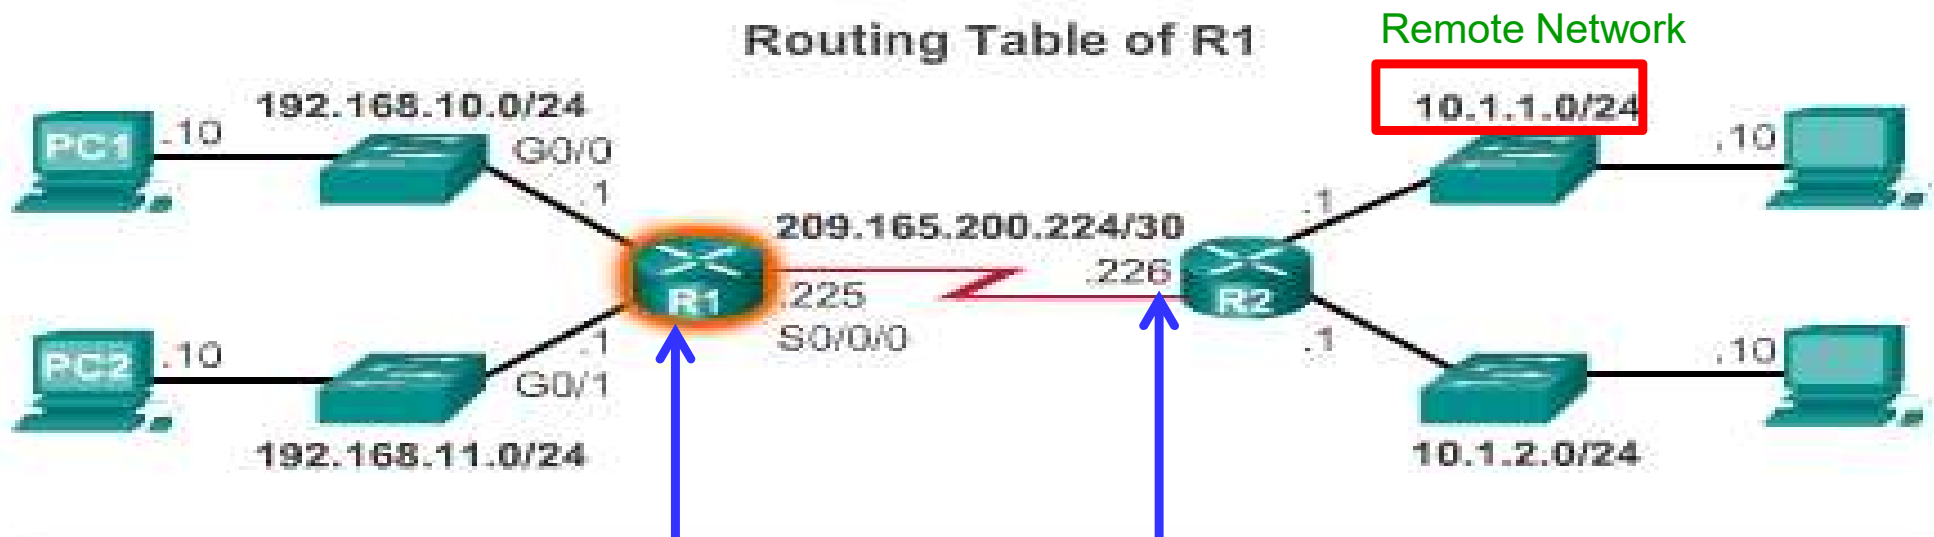 Routing Table of R1
Remote Network
192.168.10.0/24
10.1.1.0/24
PC1
.10
G0/0
.1
.10
209.165.200.224/30
.1
.226
R1
.225
R2
S0/0/0
PC2
.10
.1
G0/1
.1
.10
192.168.11.0/24
10.1.2.0/24